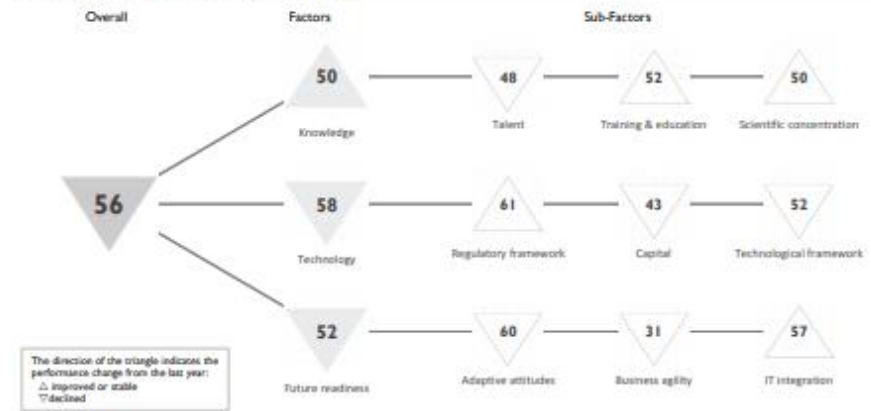 Overall Factors Sub-Factors
50 48 52 50
Knowledge Talent Training & education Scientific concentration
56 58 61 43 52
Technology Regulatory framework Capital Technological framework
52 60 31 57
Future readiness Adaptive attitudes Business agility IT integration
The direction of the triangle indicates the
performance change from the last year:
△ improved or stable
▽ declined